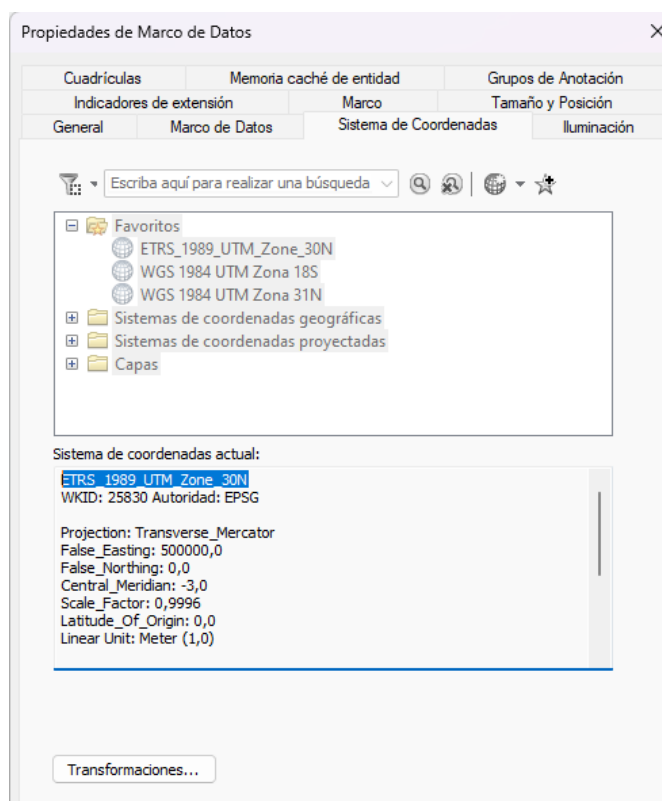 Propiedades de Marco de Datos
Cuadrículas Memoria caché de entidad Grupos de Anotación
Indicadores de extensión Marco Tamaño y Posición
General Marco de Datos Sistema de Coordenadas Iluminación
Escriba aquí para realizar una búsqueda
Favoritos
ETRS_1989_UTM_Zone_30N
WGS 1984 UTM Zona 18S
WGS 1984 UTM Zona 31N
Sistemas de coordenadas geográficas
Sistemas de coordenadas proyectadas
Capas
Sistema de coordenadas actual:
ETRS_1989_UTM_Zone_30N
WKID: 25830 Autoridad: EPSG
Projection: Transverse_Mercator
False_Easting: 500000,0
False_Northing: 0,0
Central_Meridian: -3,0
Scale_Factor: 0,9996
Latitude_Of_Origin: 0,0
Linear Unit: Meter (1,0)
Transformaciones...